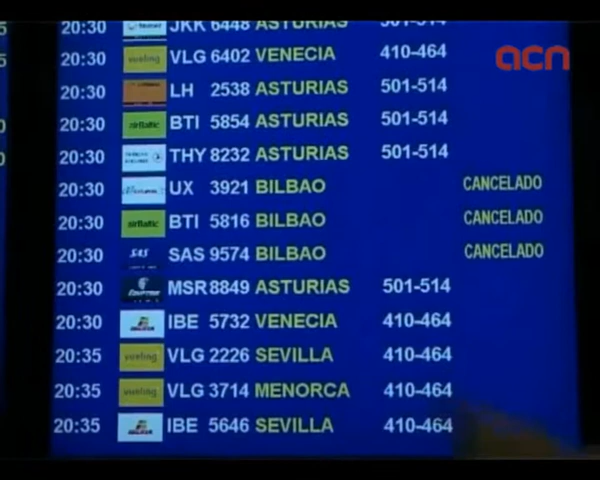 acn
20:30 JKK 6448 ASTURIAS 501-514
20:30 vueling VLG 6402 VENECIA 410-464
20:30 LH 2538 ASTURIAS 501-514
20:30 airBaltic BTI 5854 ASTURIAS 501-514
20:30 THY 8232 ASTURIAS 501-514
20:30 UX 3921 BILBAO CANCELADO
20:30 airBaltic BTI 5816 BILBAO CANCELADO
20:30 SAS SAS 9574 BILBAO CANCELADO
20:30 MSR 8849 ASTURIAS 501-514
20:30 IBE 5732 VENECIA 410-464
20:35 vueling VLG 2226 SEVILLA 410-464
20:35 vueling VLG 3714 MENORCA 410-464
20:35 IBE 5646 SEVILLA 410-464